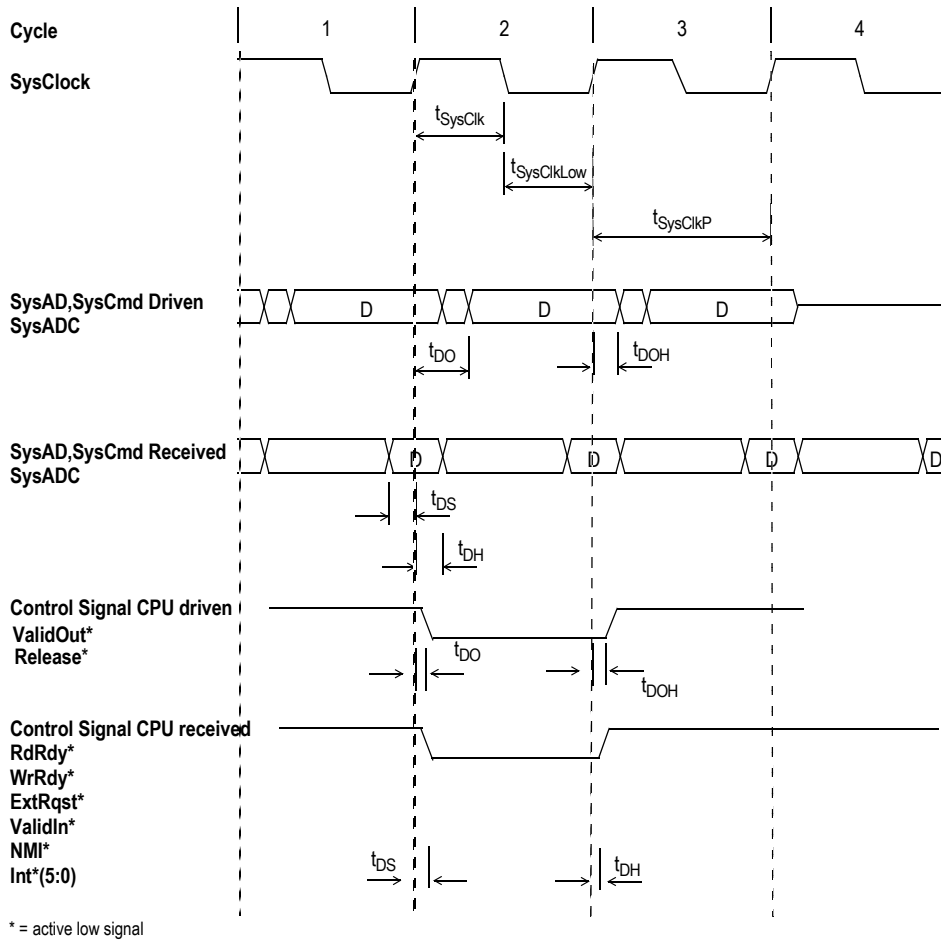 Cycle 1 2 3 4
SysClock
tSysClk
tSysClkLow
tSysClkP
SysAD,SysCmd Driven
SysADC
D D D
tDO tDOH
SysAD,SysCmd Received
SysADC
D D D D
tDS
tDH
Control Signal CPU driven
ValidOut*
Release*
tDO
tDOH
Control Signal CPU received
RdRdy*
WrRdy*
ExtRqst*
ValidIn*
NMI*
Int*(5:0)
tDS tDH
* = active low signal